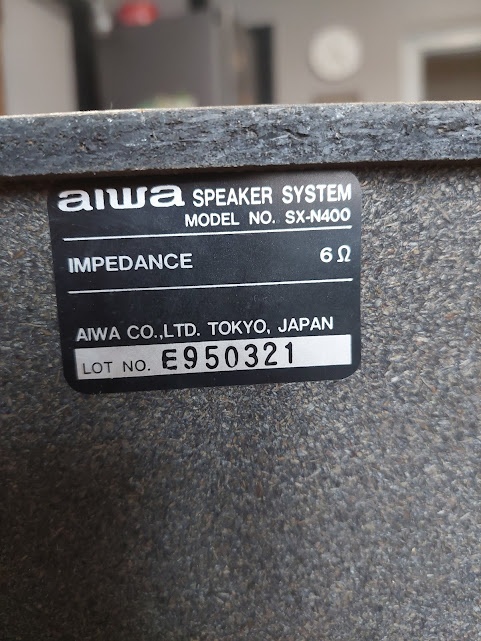 aiwa SPEAKER SYSTEM
MODEL NO. SX-N400
IMPEDANCE 6Ω
AIWA CO.,LTD. TOKYO, JAPAN
LOT NO. E950321